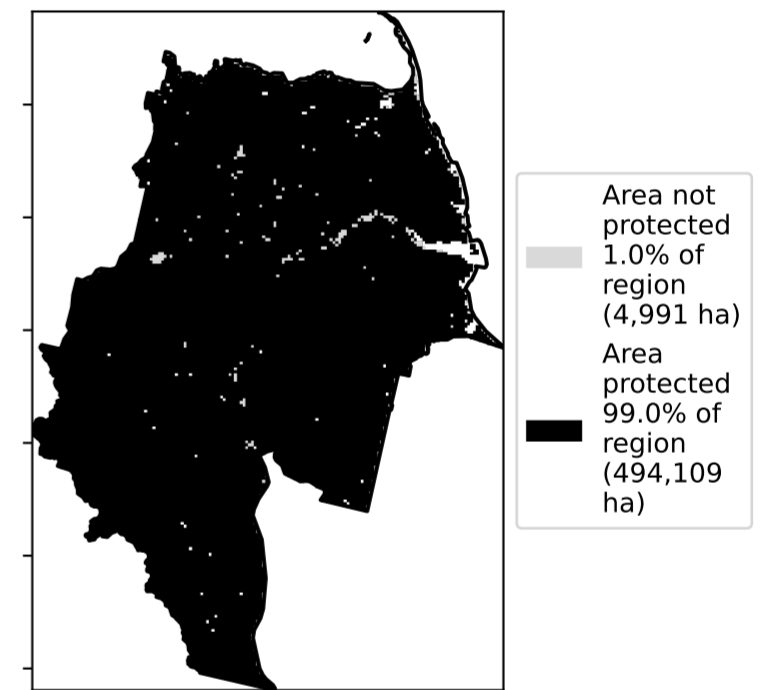 Area not
protected
1.0% of
region
(4,991 ha)
Area
protected
99.0% of
region
(494,109
ha)